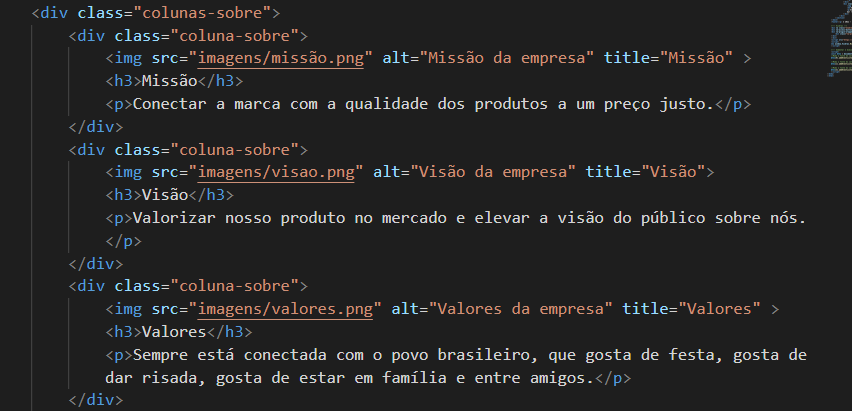 <div class="colunas-sobre">
<div class="coluna-sobre">
<img src="imagens/missão.png" alt="Missão da empresa" title="Missão" >
<h3>Missão</h3>
<p>Conectar a marca com a qualidade dos produtos a um preço justo.</p>
</div>
<div class="coluna-sobre">
<img src="imagens/visao.png" alt="Visão da empresa" title="Visão">
<h3>Visão</h3>
<p>Valorizar nosso produto no mercado e elevar a visão do público sobre nós.
</p>
</div>
<div class="coluna-sobre">
<img src="imagens/valores.png" alt="Valores da empresa" title="Valores" >
<h3>Valores</h3>
<p>Sempre está conectada com o povo brasileiro, que gosta de festa, gosta de
dar risada, gosta de estar em família e entre amigos.</p>
</div>